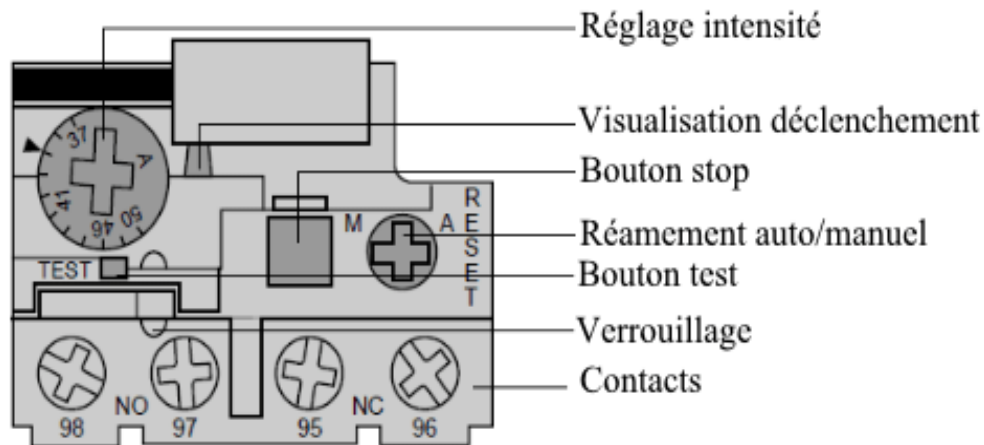 Réglage intensité
Visualisation déclenchement
Bouton stop
Réamement auto/manuel
Bouton test
Verrouillage
Contacts
37
A
41
46
50
TEST
M
A
RESET
NO
NC
98
97
95
96